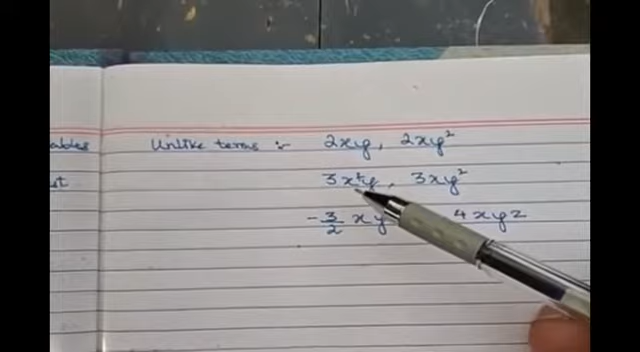 ables
Unlike terms :- 2xy, 2xy²
3x²y, 3xy²
-3/2 xy 4xyz